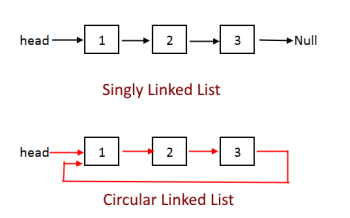 head 1 2 3 Null
Singly Linked List
head 1 2 3
Circular Linked List